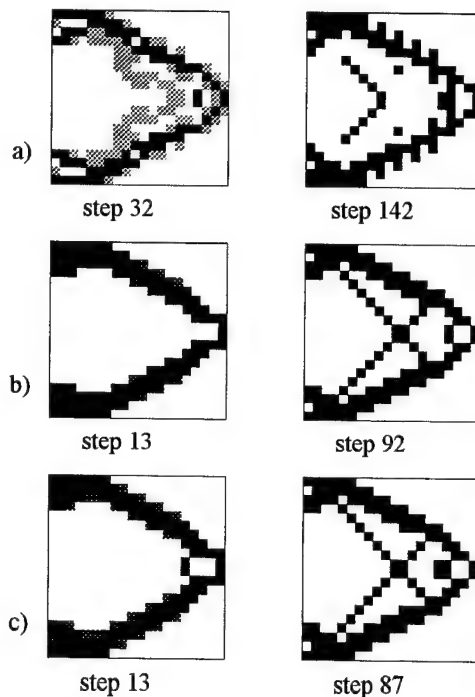 a)
step 32 step 142
b)
step 13 step 92
c)
step 13 step 87